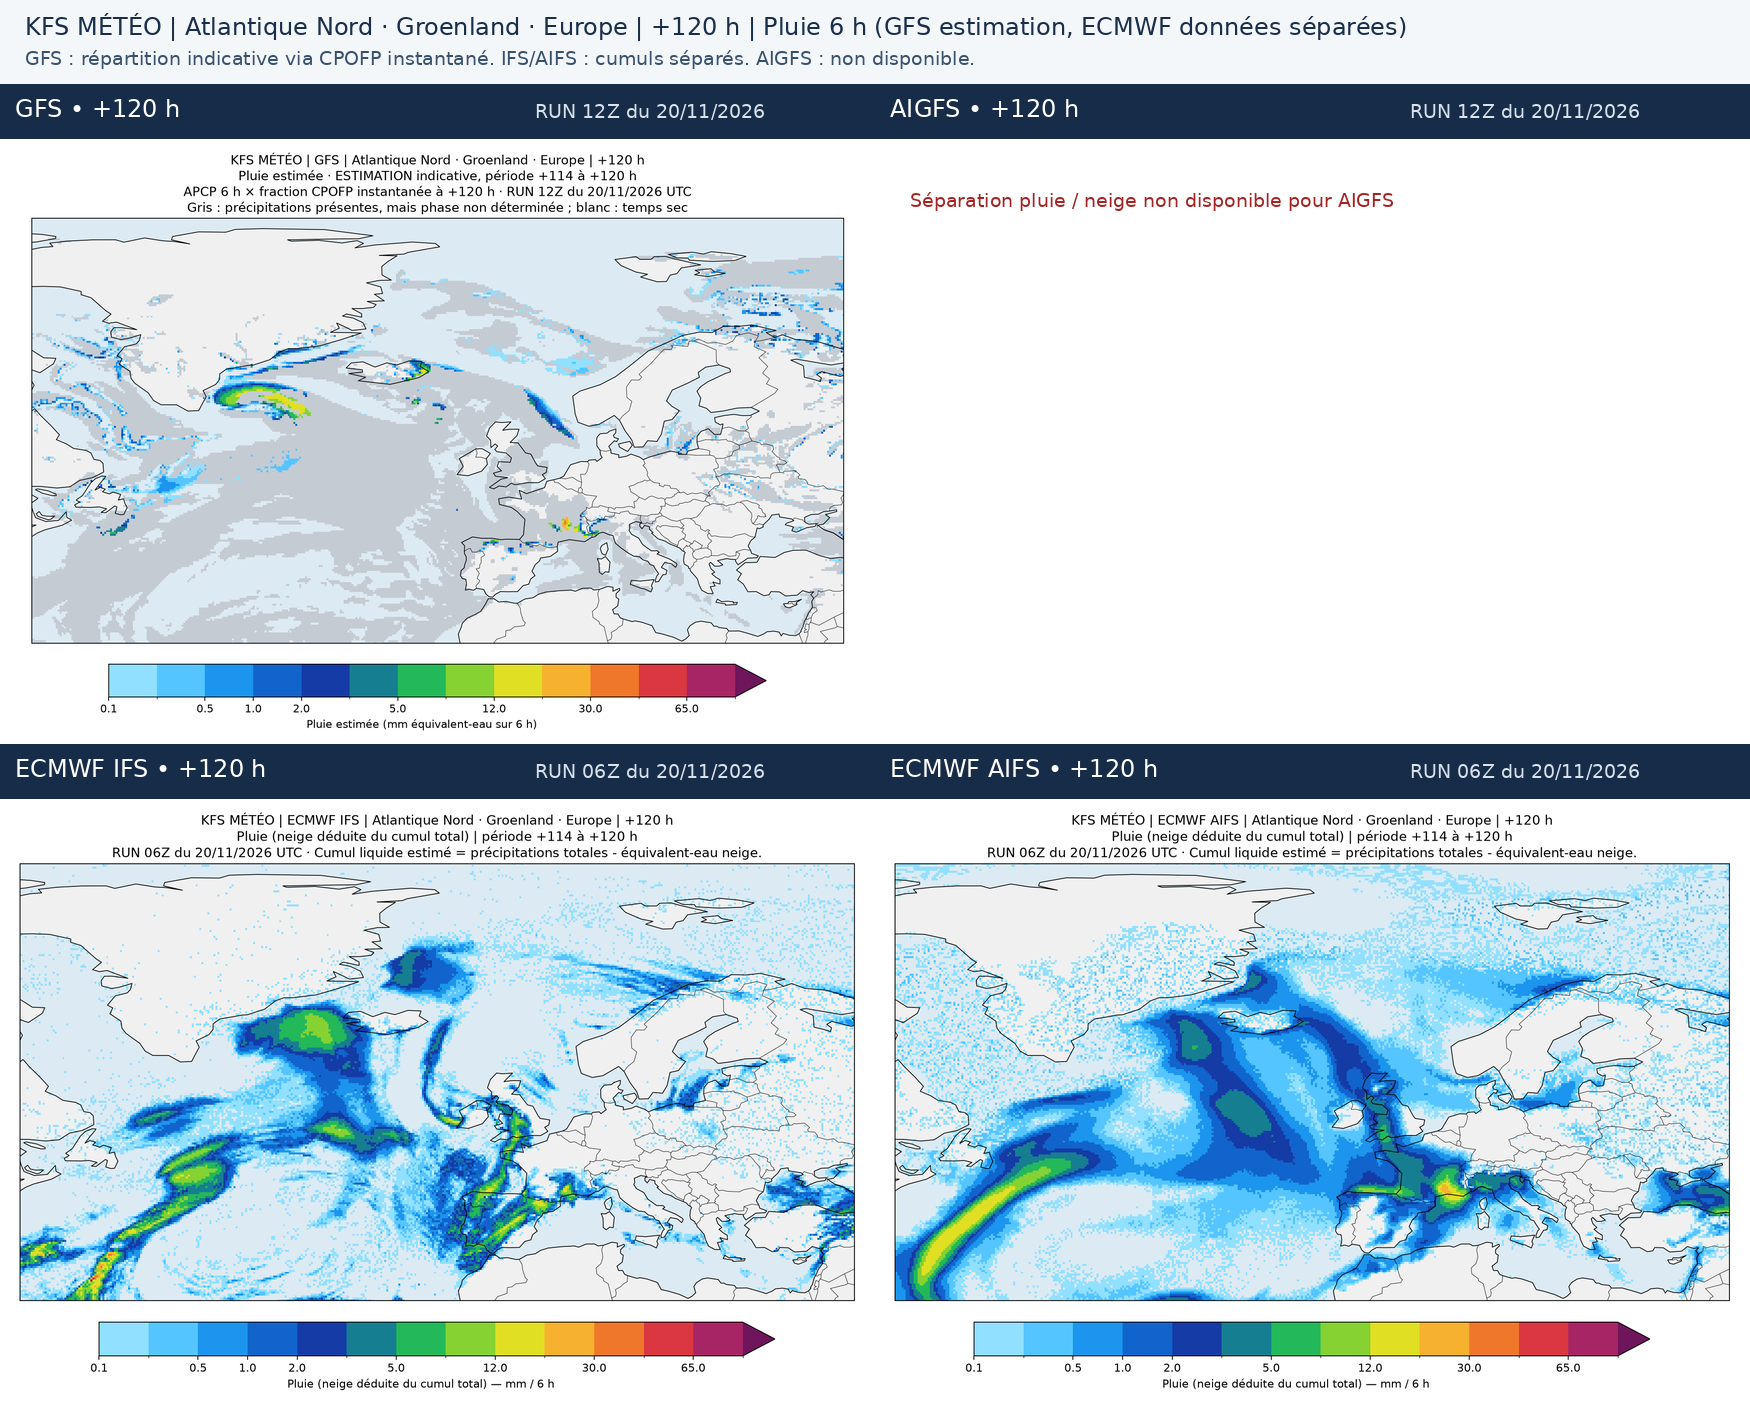 KFS MÉTÉO | Atlantique Nord · Groenland · Europe | +120 h | Pluie 6 h (GFS estimation, ECMWF données séparées)
GFS : répartition indicative via CPOFP instantané. IFS/AIFS : cumuls séparés. AIGFS : non disponible.
GFS • +120 h
RUN 12Z du 20/11/2026
AIGFS • +120 h
RUN 12Z du 20/11/2026
KFS MÉTÉO | GFS | Atlantique Nord · Groenland · Europe | +120 h
Pluie estimée · ESTIMATION indicative, période +114 à +120 h
APCP 6 h × fraction CPOFP instantanée à +120 h · RUN 12Z du 20/11/2026 UTC
Gris : précipitations présentes, mais phase non déterminée ; blanc : temps sec
Séparation pluie / neige non disponible pour AIGFS
0.1 0.5 1.0 2.0 5.0 12.0 30.0 65.0
Pluie estimée (mm équivalent-eau sur 6 h)
ECMWF IFS • +120 h
RUN 06Z du 20/11/2026
ECMWF AIFS • +120 h
RUN 06Z du 20/11/2026
KFS MÉTÉO | ECMWF IFS | Atlantique Nord · Groenland · Europe | +120 h
Pluie (neige déduite du cumul total) | période +114 à +120 h
RUN 06Z du 20/11/2026 UTC · Cumul liquide estimé = précipitations totales - équivalent-eau neige.
KFS MÉTÉO | ECMWF AIFS | Atlantique Nord · Groenland · Europe | +120 h
Pluie (neige déduite du cumul total) | période +114 à +120 h
RUN 06Z du 20/11/2026 UTC · Cumul liquide estimé = précipitations totales - équivalent-eau neige.
0.1 0.5 1.0 2.0 5.0 12.0 30.0 65.0
Pluie (neige déduite du cumul total) — mm / 6 h
0.1 0.5 1.0 2.0 5.0 12.0 30.0 65.0
Pluie (neige déduite du cumul total) — mm / 6 h